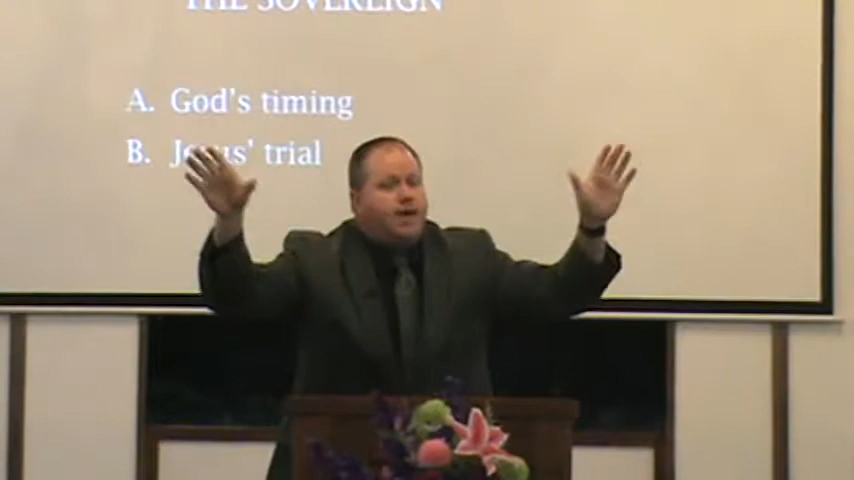 THE SOVEREIGN
A. God's timing
B. Jesus' trial